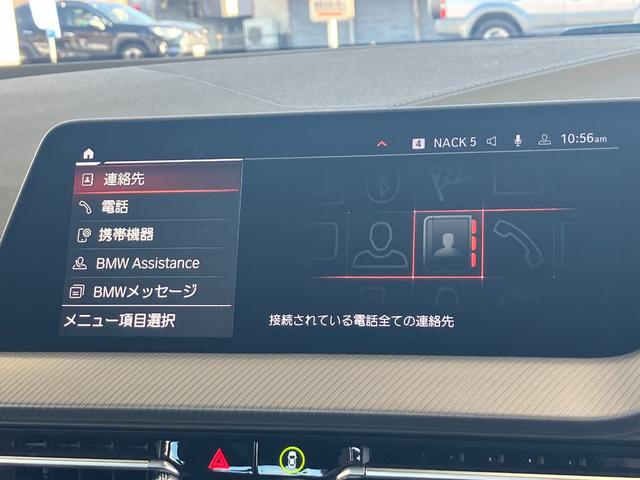 4 NACK 5 10:56am
連絡先
電話
携帯機器
BMW Assistance
BMWメッセージ
メニュー項目選択
接続されている電話全ての連絡先